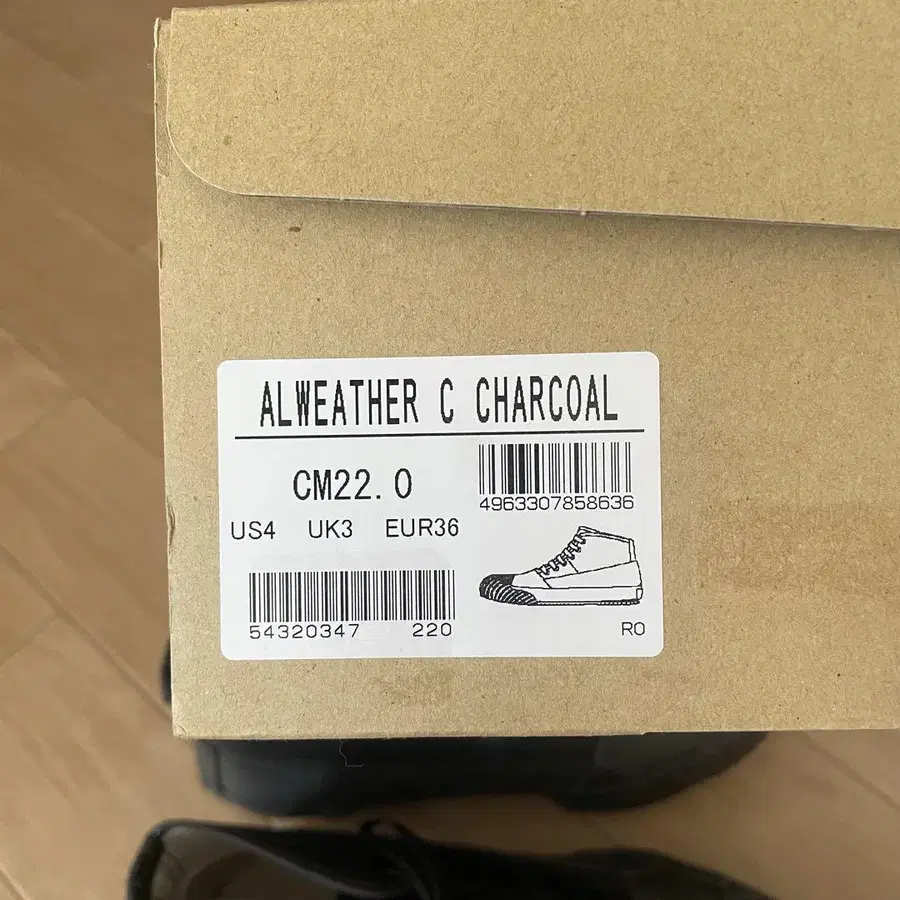 ALWEATHER C CHARCOAL
CM22.0
4963307858636
US4 UK3 EUR36
54320347 220
RO